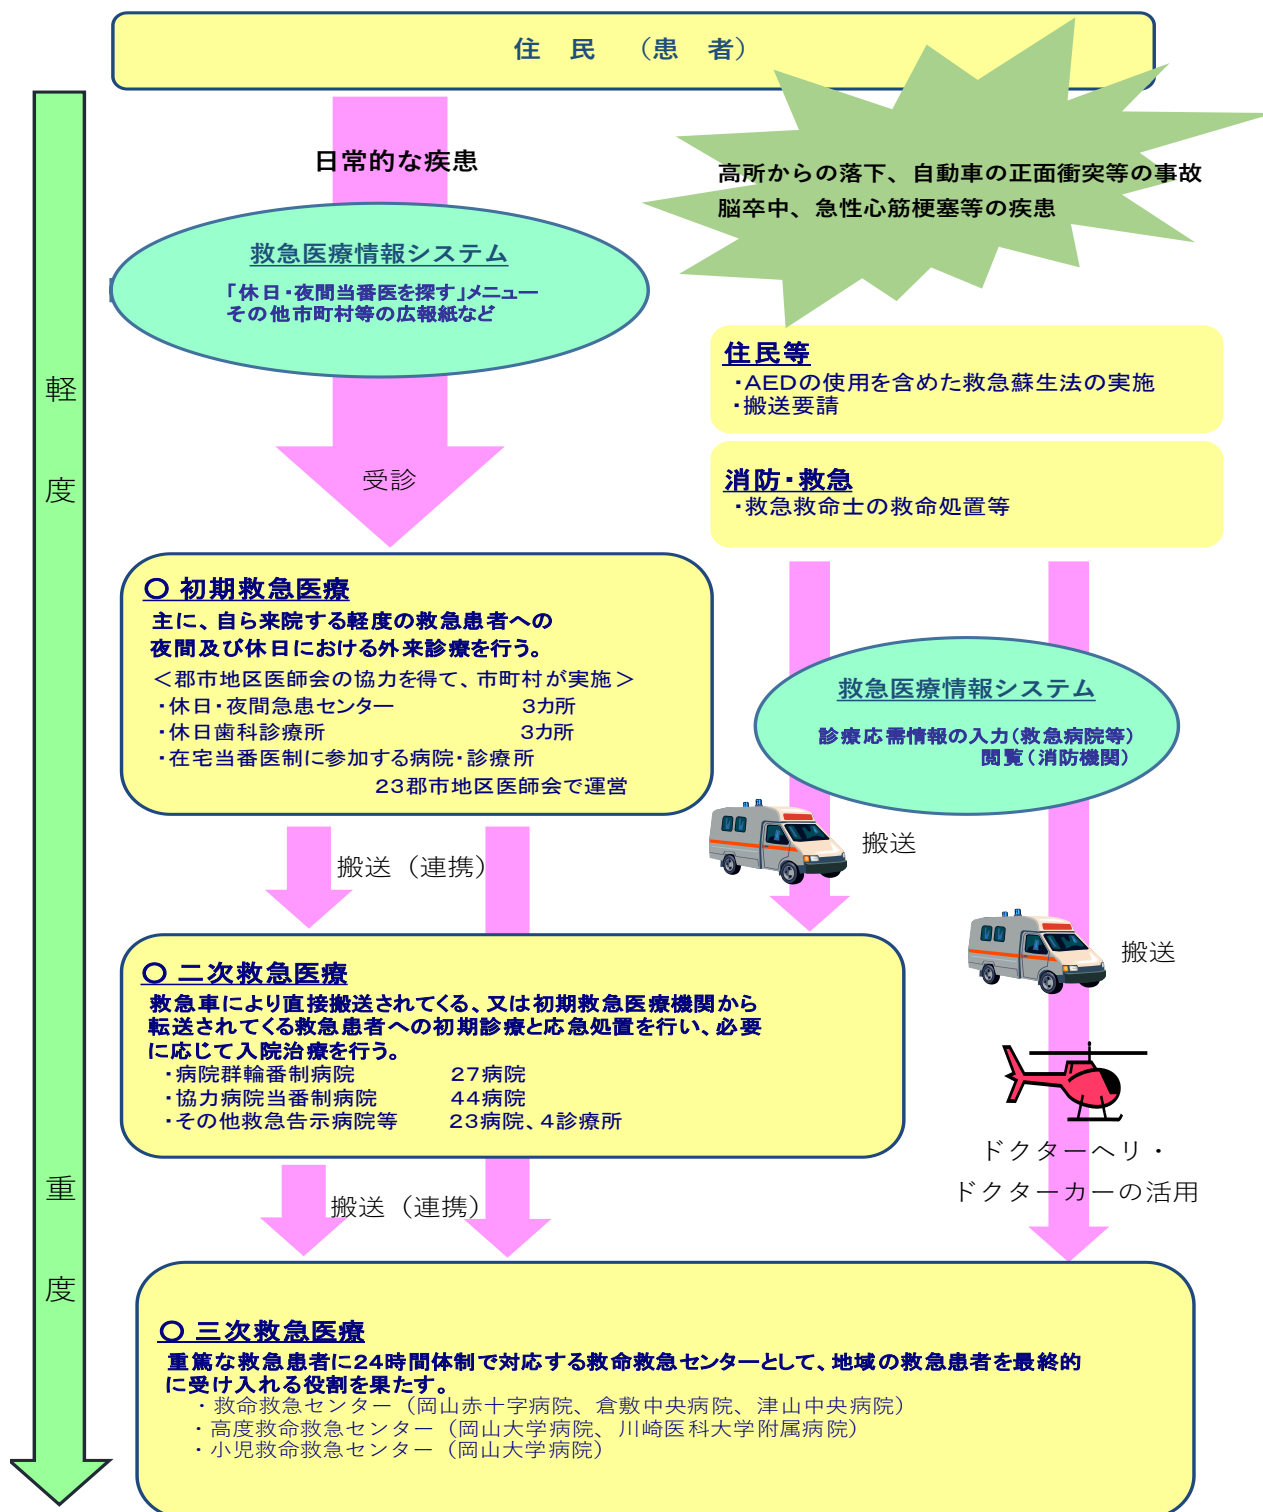 住　民　（患　者）
日常的な疾患
高所からの落下、自動車の正面衝突等の事故
脳卒中、急性心筋梗塞等の疾患
救急医療情報システム
「休日・夜間当番医を探す」メニュー
その他市町村等の広報紙など
住民等
・AEDの使用を含めた救急蘇生法の実施
・搬送要請
軽度
受診
消防・救急
・救急救命士の救命処置等
○ 初期救急医療
主に、自ら来院する軽度の救急患者への
夜間及び休日における外来診療を行う。
＜郡市地区医師会の協力を得て、市町村が実施＞
・休日・夜間急患センター　3カ所
・休日歯科診療所　3カ所
・在宅当番医制に参加する病院・診療所
23郡市地区医師会で運営
救急医療情報システム
診療応需情報の入力（救急病院等）
閲覧（消防機関）
搬送
搬送（連携）
搬送
○ 二次救急医療
救急車により直接搬送されてくる、又は初期救急医療機関から
転送されてくる救急患者への初期診療と応急処置を行い、必要
に応じて入院治療を行う。
・病院群輪番制病院　27病院
・協力病院当番制病院　44病院
・その他救急告示病院等　23病院、4診療所
ドクターヘリ・
ドクターカーの活用
重度
搬送（連携）
○ 三次救急医療
重篤な救急患者に24時間体制で対応する救命救急センターとして、地域の救急患者を最終的
に受け入れる役割を果たす。
・救命救急センター（岡山赤十字病院、倉敷中央病院、津山中央病院）
・高度救命救急センター（岡山大学病院、川崎医科大学附属病院）
・小児救命救急センター（岡山大学病院）